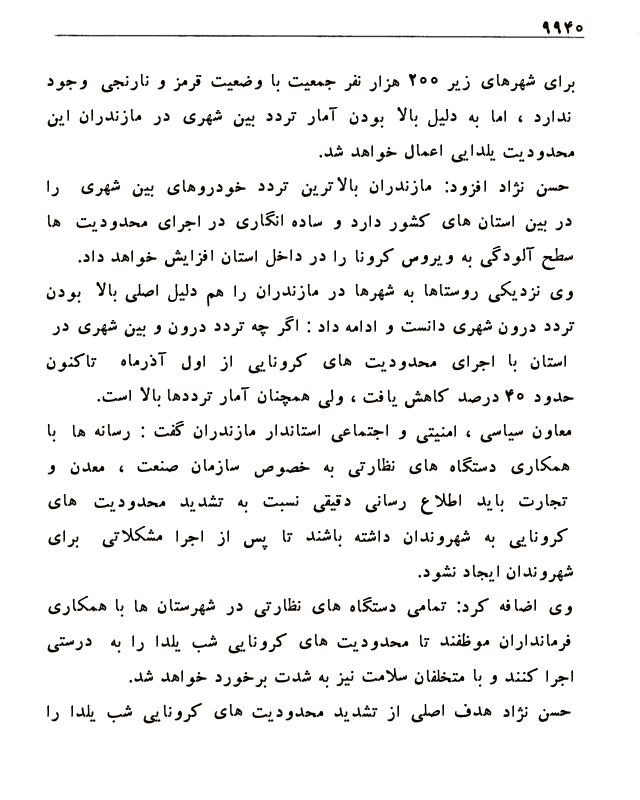 ۹۹۴۰
برای شهرهای زیر ۲۰۰ هزار نفر جمعیت با وضعیت قرمز و نارنجی وجود
ندارد ، اما به دلیل بالا بودن آمار تردد بین شهری در مازندران این
محدودیت یلدایی اعمال خواهد شد.
حسن نژاد افزود: مازندران بالاترین تردد خودروهای بین شهری را
در بین استان های کشور دارد و ساده انگاری در اجرای محدودیت ها
سطح آلودگی به ویروس کرونا را در داخل استان افزایش خواهد داد.
وی نزدیکی روستاها به شهرها در مازندران را هم دلیل اصلی بالا بودن
تردد درون شهری دانست و ادامه داد : اگر چه تردد درون و بین شهری در
استان با اجرای محدودیت های کرونایی از اول آذرماه تاکنون
حدود ۴۰ درصد کاهش یافت ، ولی همچنان آمار ترددها بالا است.
معاون سیاسی ، امنیتی و اجتماعی استاندار مازندران گفت : رسانه ها با
همکاری دستگاه های نظارتی به خصوص سازمان صنعت ، معدن و
تجارت باید اطلاع رسانی دقیقی نسبت به تشدید محدودیت های
کرونایی به شهروندان داشته باشند تا پس از اجرا مشکلاتی برای
شهروندان ایجاد نشود.
وی اضافه کرد: تمامی دستگاه های نظارتی در شهرستان ها با همکاری
فرمانداران موظفند تا محدودیت های کرونایی شب یلدا را به درستی
اجرا کنند و با متخلفان سلامت نیز به شدت برخورد خواهد شد.
حسن نژاد هدف اصلی از تشدید محدودیت های کرونایی شب یلدا را